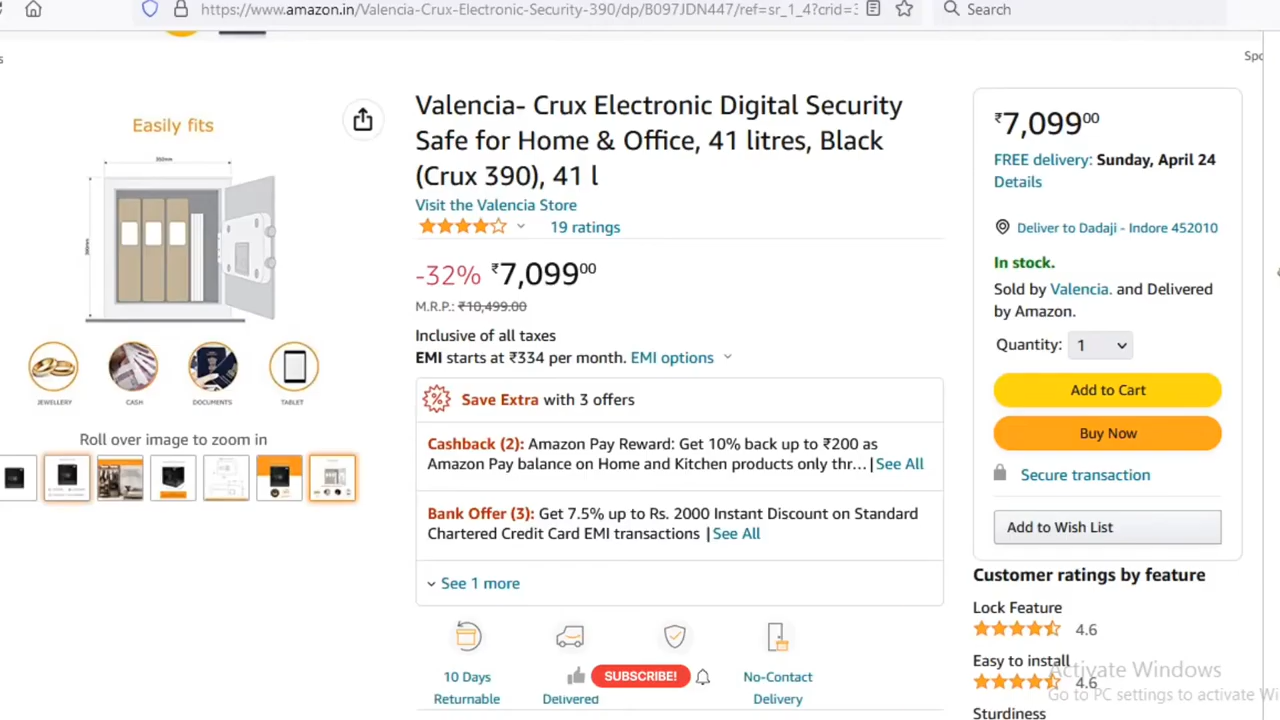 https://www.amazon.in/Valencia-Crux-Electronic-Security-390/dp/B097JDN447/ref=sr_1_4?crid=3
Search
Spo
s
Easily fits
350mm
JEWELLERY
CASH
DOCUMENTS
TABLET
Roll over image to zoom in
Valencia- Crux Electronic Digital Security
Safe for Home & Office, 41 litres, Black
(Crux 390), 41 l
Visit the Valencia Store
19 ratings
-32% ₹7,09900
M.R.P.: ₹10,499.00
Inclusive of all taxes
EMI starts at ₹334 per month. EMI options
Save Extra with 3 offers
Cashback (2): Amazon Pay Reward: Get 10% back up to ₹200 as
Amazon Pay balance on Home and Kitchen products only thr... | See All
Bank Offer (3): Get 7.5% up to Rs. 2000 Instant Discount on Standard
Chartered Credit Card EMI transactions | See All
See 1 more
10 Days
Returnable
SUBSCRIBE!
Delivered
No-Contact
Delivery
₹7,09900
FREE delivery: Sunday, April 24
Details
Deliver to Dadaji - Indore 452010
In stock.
Sold by Valencia. and Delivered
by Amazon.
Quantity: 1
Add to Cart
Buy Now
Secure transaction
Add to Wish List
Customer ratings by feature
Lock Feature
4.6
Easy to install
4.6
Sturdiness
Activate Windows
Go to PC settings to activate Wi